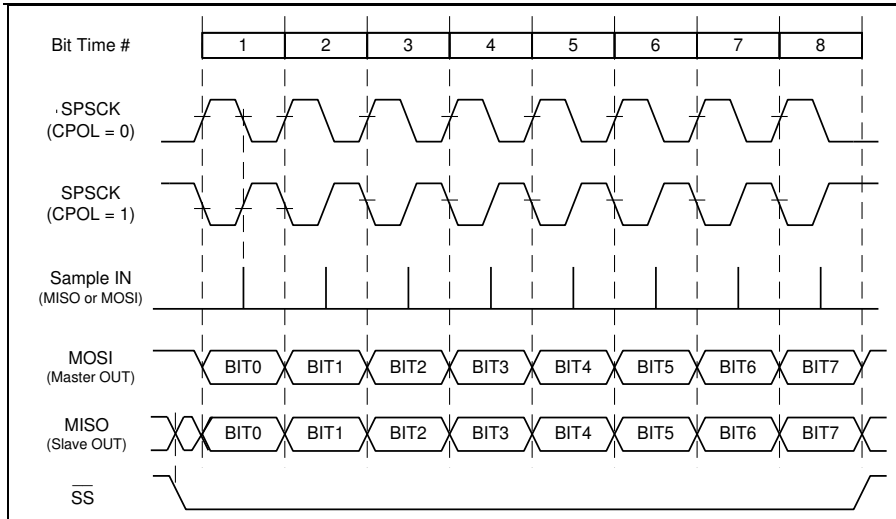 Bit Time # 1 2 3 4 5 6 7 8
SPSCK
(CPOL = 0)
SPSCK
(CPOL = 1)
Sample IN
(MISO or MOSI)
MOSI
(Master OUT)
BIT0 BIT1 BIT2 BIT3 BIT4 BIT5 BIT6 BIT7
MISO
(Slave OUT)
BIT0 BIT1 BIT2 BIT3 BIT4 BIT5 BIT6 BIT7
SS